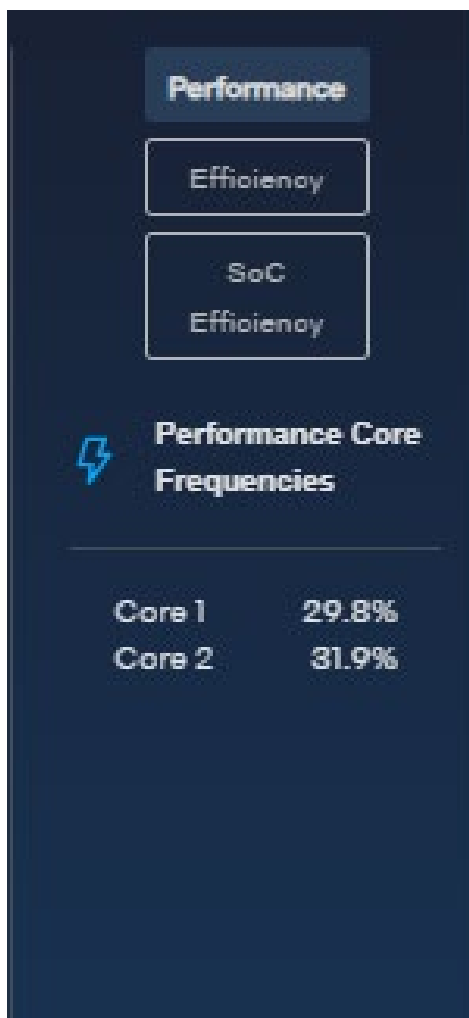 Performance
Efficiency
SoC
Efficiency
Performance Core
Frequencies
Core 1 29.8%
Core 2 31.9%